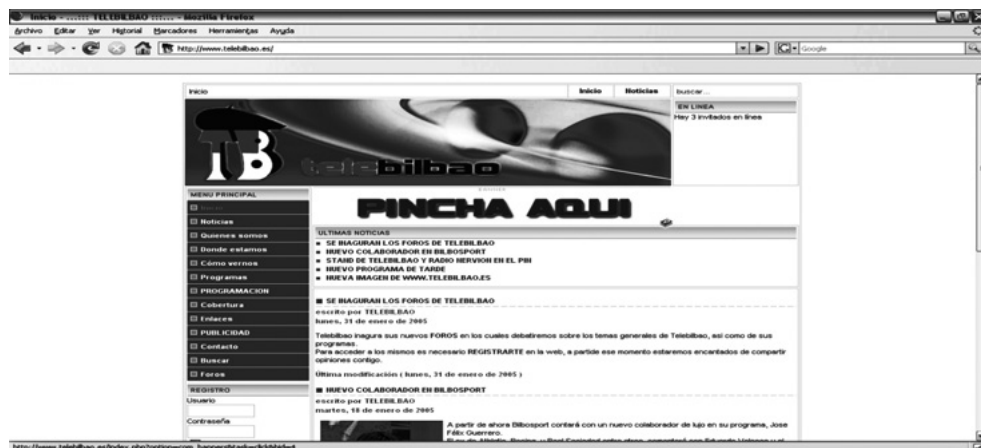 Inicio - ...::: TELEBILBAO :::... - Mozilla Firefox
Archivo Editar Ver Historial Marcadores Herramientas Ayuda
http://www.telebilbao.es/
Google
Inicio
Inicio Noticias
buscar...
EN LINEA
Hay 3 invitados en línea
TB
telebilbao
MENU PRINCIPAL
Inicio
Noticias
Quienes somos
Donde estamos
Cómo vernos
Programas
PROGRAMACION
Cobertura
Enlaces
PUBLICIDAD
Contacto
Buscar
Foros
REGISTRO
Usuario
Contraseña
PINCHA AQUI
ULTIMAS NOTICIAS
SE INAGURAN LOS FOROS DE TELEBILBAO
NUEVO COLABORADOR EN BILBOSPORT
STAND DE TELEBILBAO Y RADIO NERVION EN EL PIN
NUEVO PROGRAMA DE TARDE
NUEVA IMAGEN DE WWW.TELEBILBAO.ES
SE INAGURAN LOS FOROS DE TELEBILBAO
escrito por TELEBILBAO
lunes, 31 de enero de 2005
Telebilbao inagura sus nuevos FOROS en los cuales debatiremos sobre los temas generales de Telebilbao, así como de sus
programas.
Para acceder a los mismos es necesario REGISTRARTE en la web, a partide ese momento estaremos encantados de compartir
opiniones contigo.
Última modificación ( lunes, 31 de enero de 2005 )
NUEVO COLABORADOR EN BILBOSPORT
escrito por TELEBILBAO
martes, 18 de enero de 2005
A partir de ahora Bilbosport contará con un nuevo colaborador de lujo en su programa, Jose
Félix Guerrero.